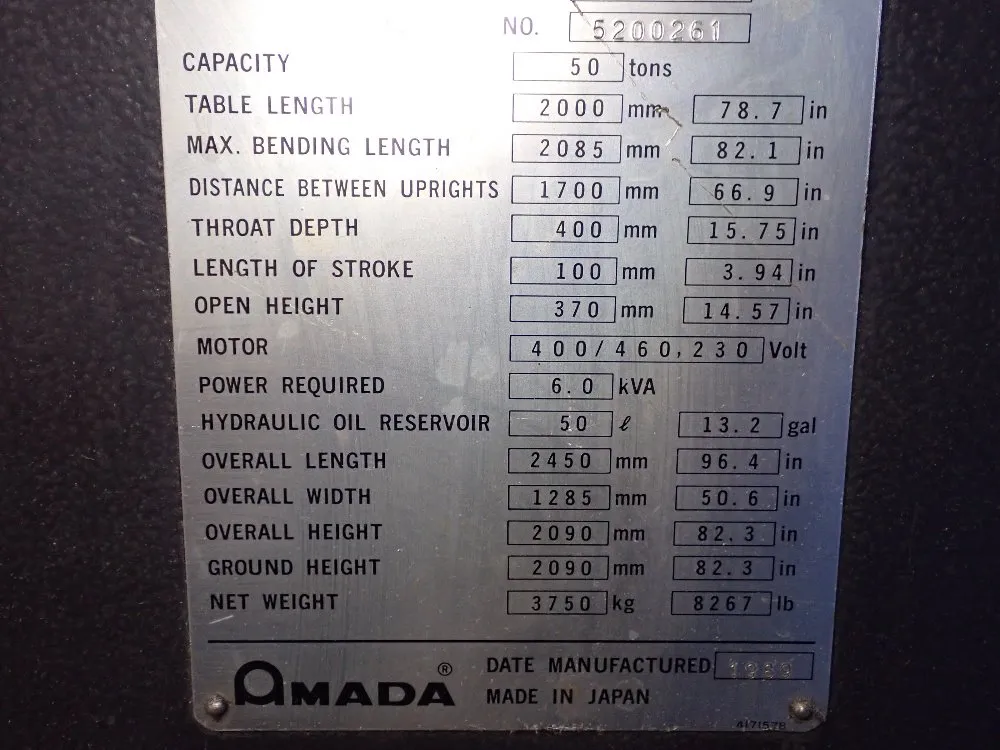 NO. 5200261
CAPACITY 50 tons
TABLE LENGTH 2000 mm 78.7 in
MAX. BENDING LENGTH 2085 mm 82.1 in
DISTANCE BETWEEN UPRIGHTS 1700 mm 66.9 in
THROAT DEPTH 400 mm 15.75 in
LENGTH OF STROKE 100 mm 3.94 in
OPEN HEIGHT 370 mm 14.57 in
MOTOR 400/460,230 Volt
POWER REQUIRED 6.0 kVA
HYDRAULIC OIL RESERVOIR 50 ℓ 13.2 gal
OVERALL LENGTH 2450 mm 96.4 in
OVERALL WIDTH 1285 mm 50.6 in
OVERALL HEIGHT 2090 mm 82.3 in
GROUND HEIGHT 2090 mm 82.3 in
NET WEIGHT 3750 kg 8267 lb
AMADA ® DATE MANUFACTURED 1989
MADE IN JAPAN